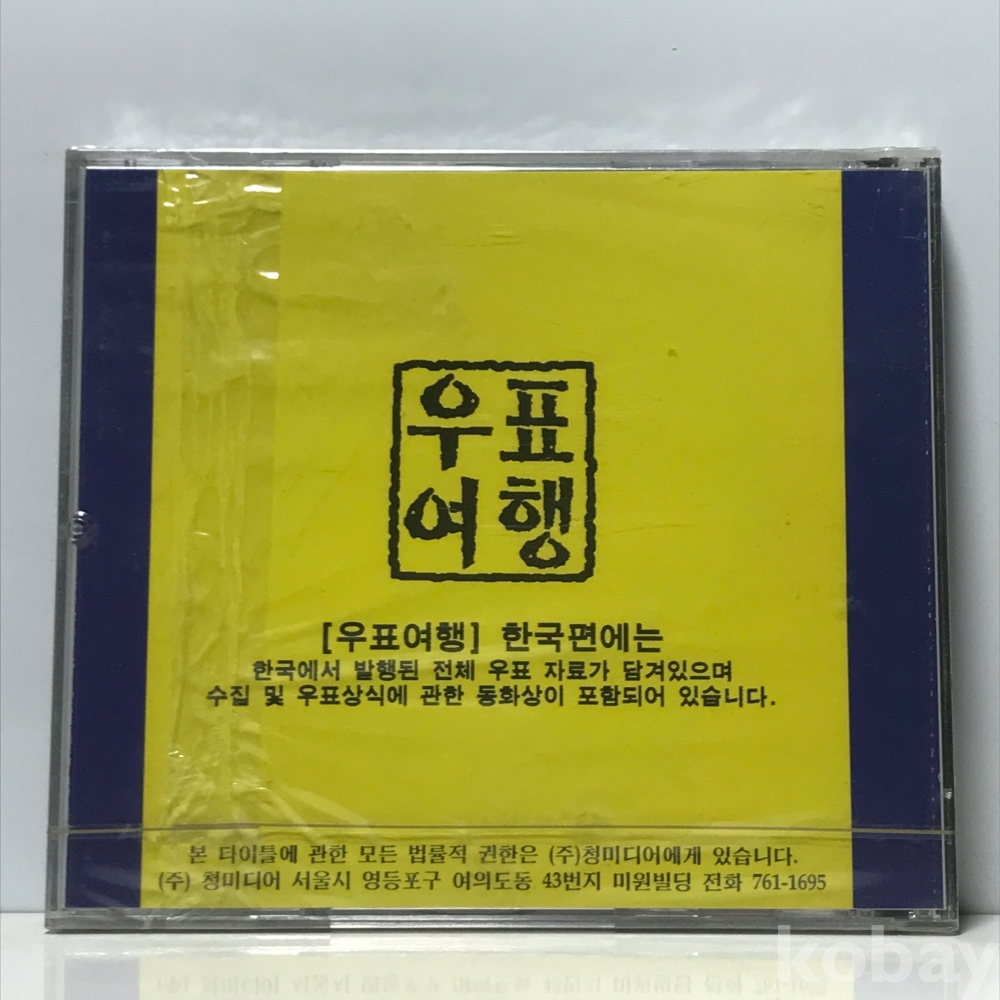 우표
여행
[우표여행] 한국편에는
한국에서 발행된 전체 우표 자료가 담겨있으며
수집 및 우표상식에 관한 동화상이 포함되어 있습니다.
본 타이틀에 관한 모든 법률적 권한은 (주)청미디어에게 있습니다.
(주) 청미디어 서울시 영등포구 여의도동 43번지 미원빌딩 전화 761-1695
kobay